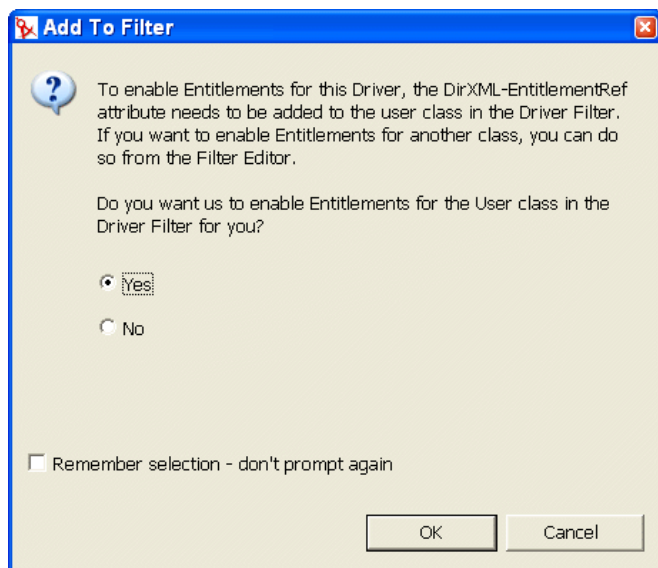 Add To Filter
To enable Entitlements for this Driver, the DirXML-EntitlementRef
attribute needs to be added to the user class in the Driver Filter.
If you want to enable Entitlements for another class, you can do
so from the Filter Editor.
Do you want us to enable Entitlements for the User class in the
Driver Filter for you?
Yes
No
Remember selection - don't prompt again
OK
Cancel